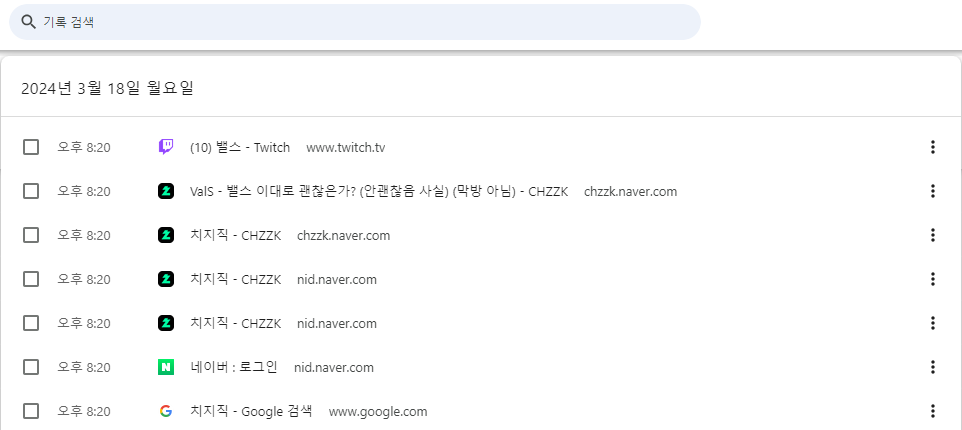 기록 검색
2024년 3월 18일 월요일
오후 8:20 (10) 밸스 - Twitch www.twitch.tv
오후 8:20 ValS - 밸스 이대로 괜찮은가? (안괜찮음 사실) (막방 아님) - CHZZK chzzk.naver.com
오후 8:20 치지직 - CHZZK chzzk.naver.com
오후 8:20 치지직 - CHZZK nid.naver.com
오후 8:20 치지직 - CHZZK nid.naver.com
오후 8:20 네이버 : 로그인 nid.naver.com
오후 8:20 치지직 - Google 검색 www.google.com